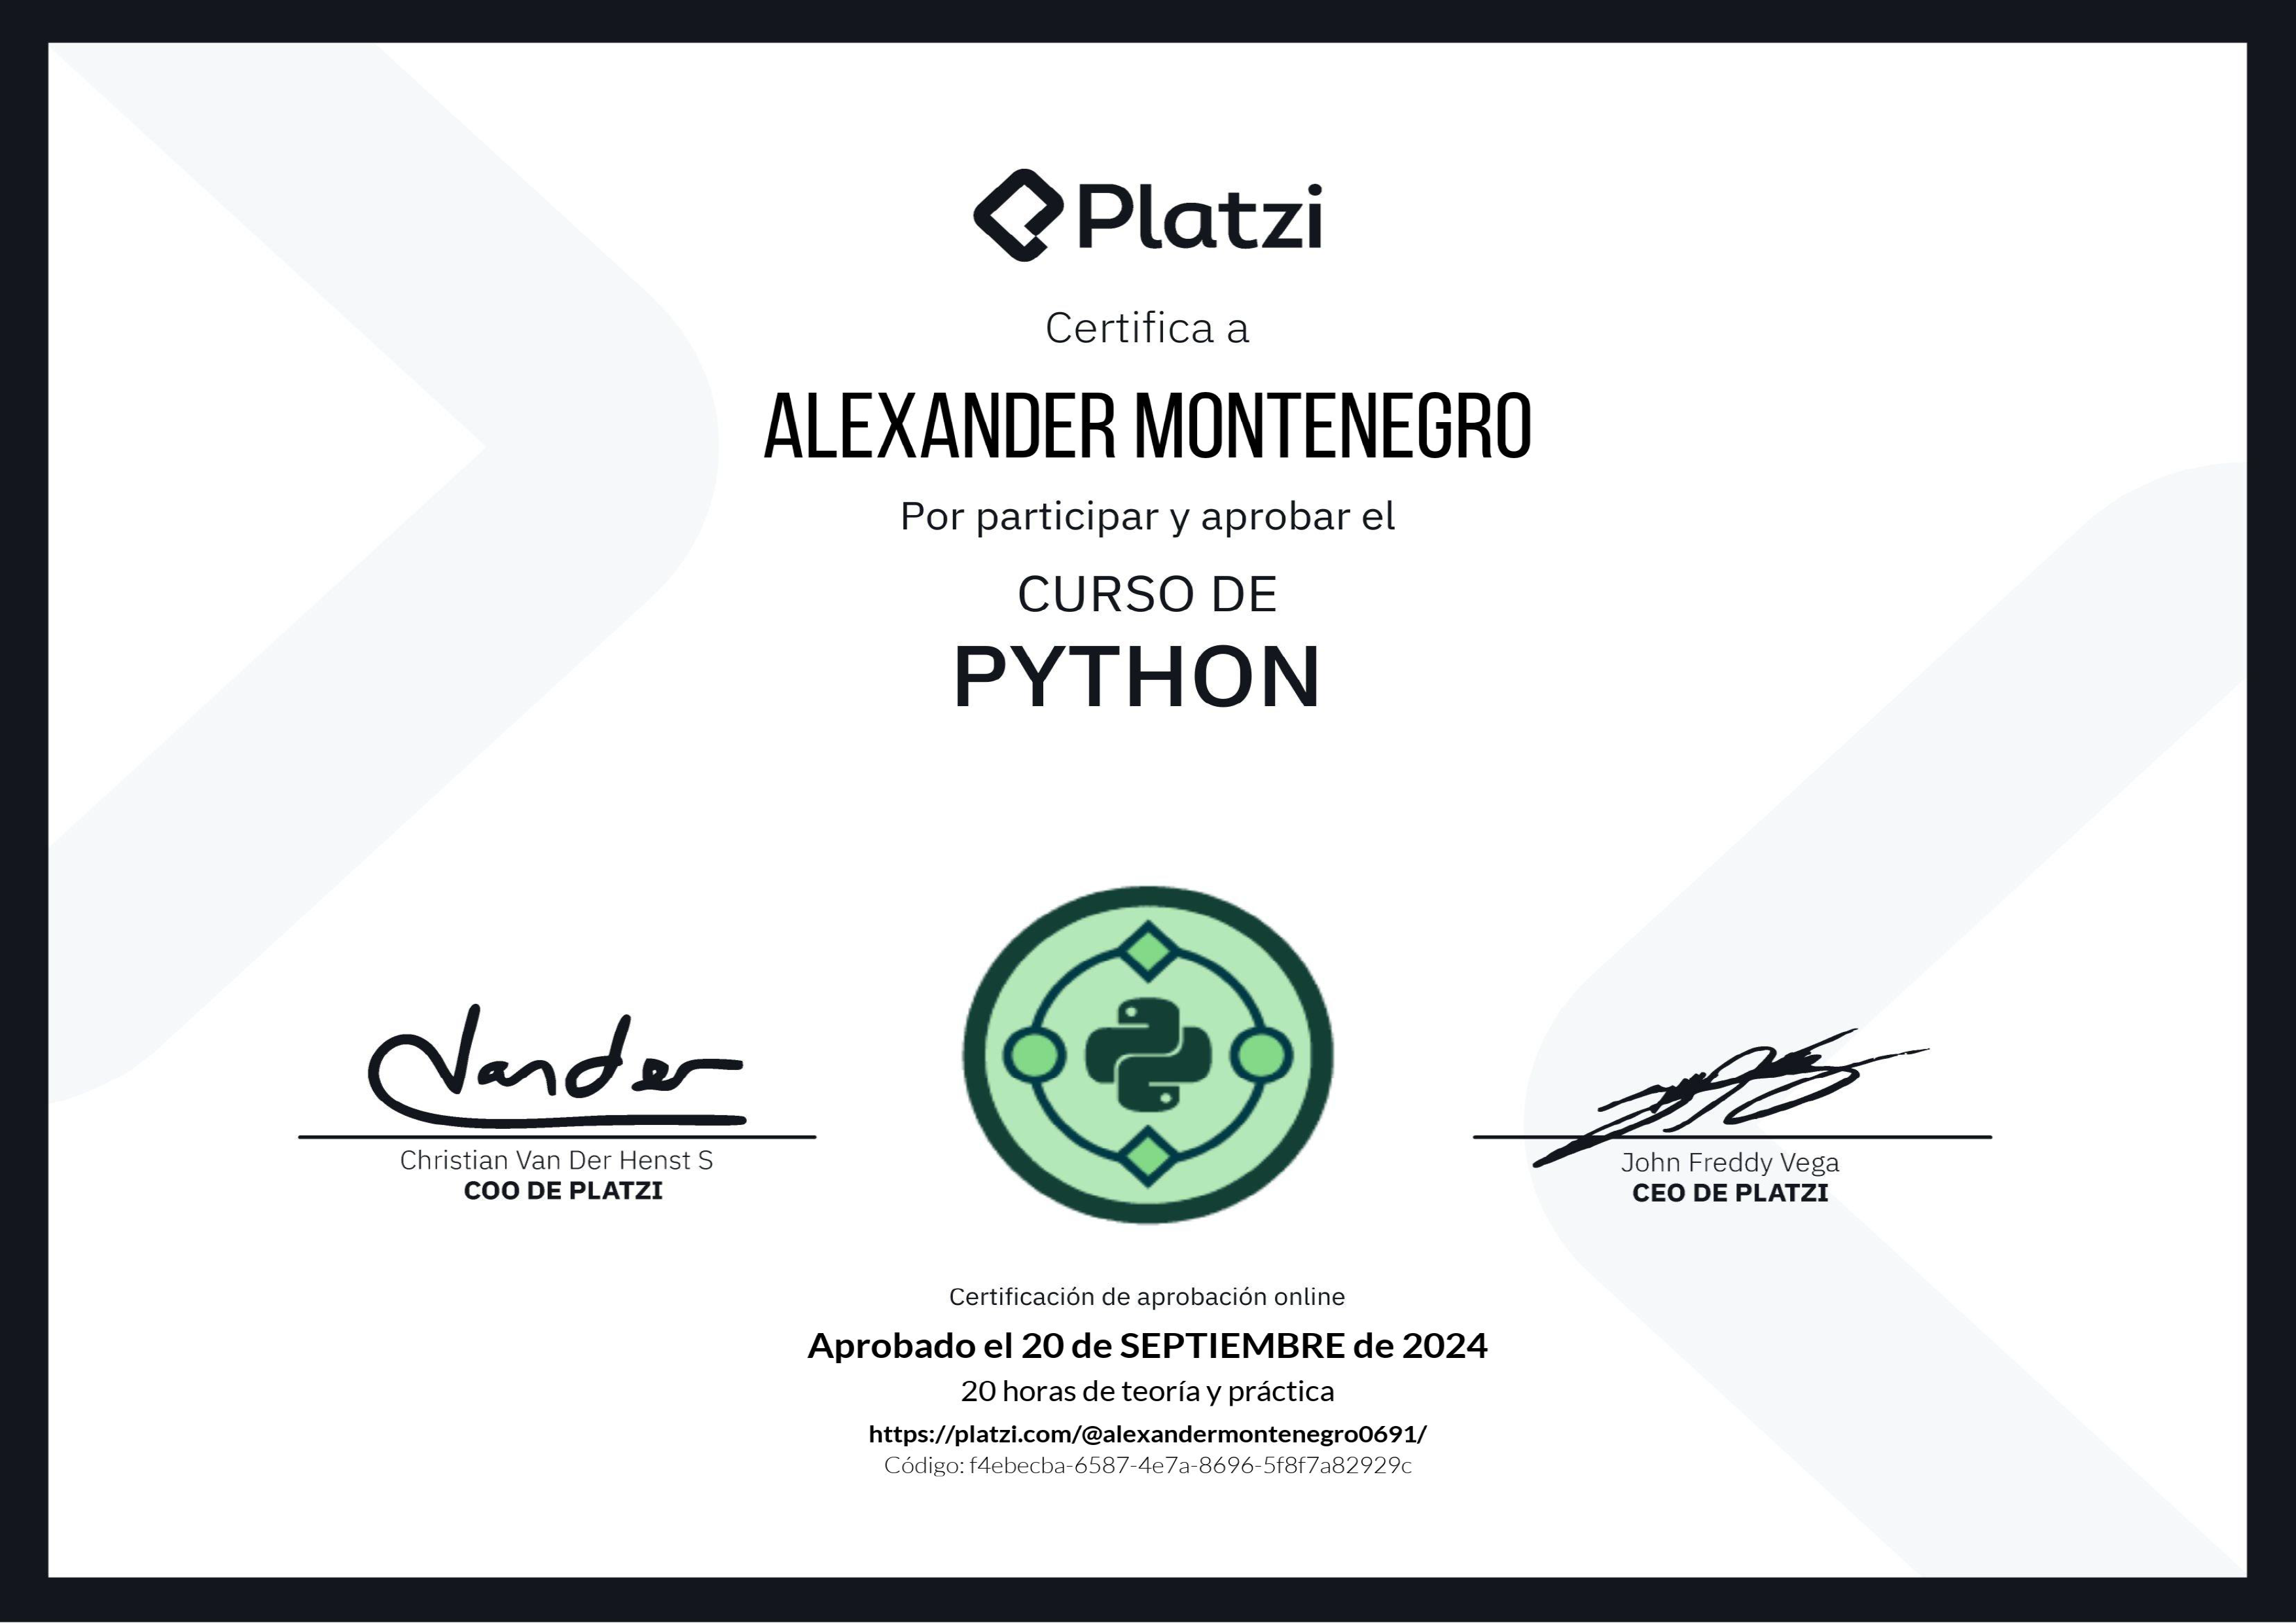 Platzi
Certifica a
ALEXANDER MONTENEGRO
Por participar y aprobar el
CURSO DE
PYTHON
Vander
Christian Van Der Henst S
COO DE PLATZI
John Freddy Vega
CEO DE PLATZI
Certificación de aprobación online
Aprobado el 20 de SEPTIEMBRE de 2024
20 horas de teoría y práctica
https://platzi.com/@alexandermontenegro0691/
Código: f4ebecba-6587-4e7a-8696-5f8f7a82929c